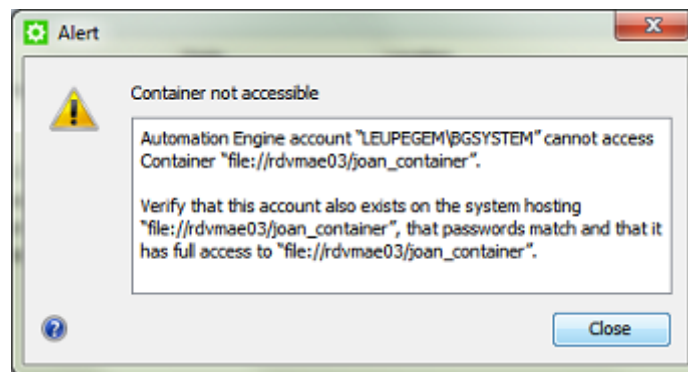 Alert
Container not accessible
Automation Engine account "LEUPEGEM\BGSYSTEM" cannot access
Container "file://rdvmae03/joan_container".
Verify that this account also exists on the system hosting
"file://rdvmae03/joan_container", that passwords match and that it
has full access to "file://rdvmae03/joan_container".
Close